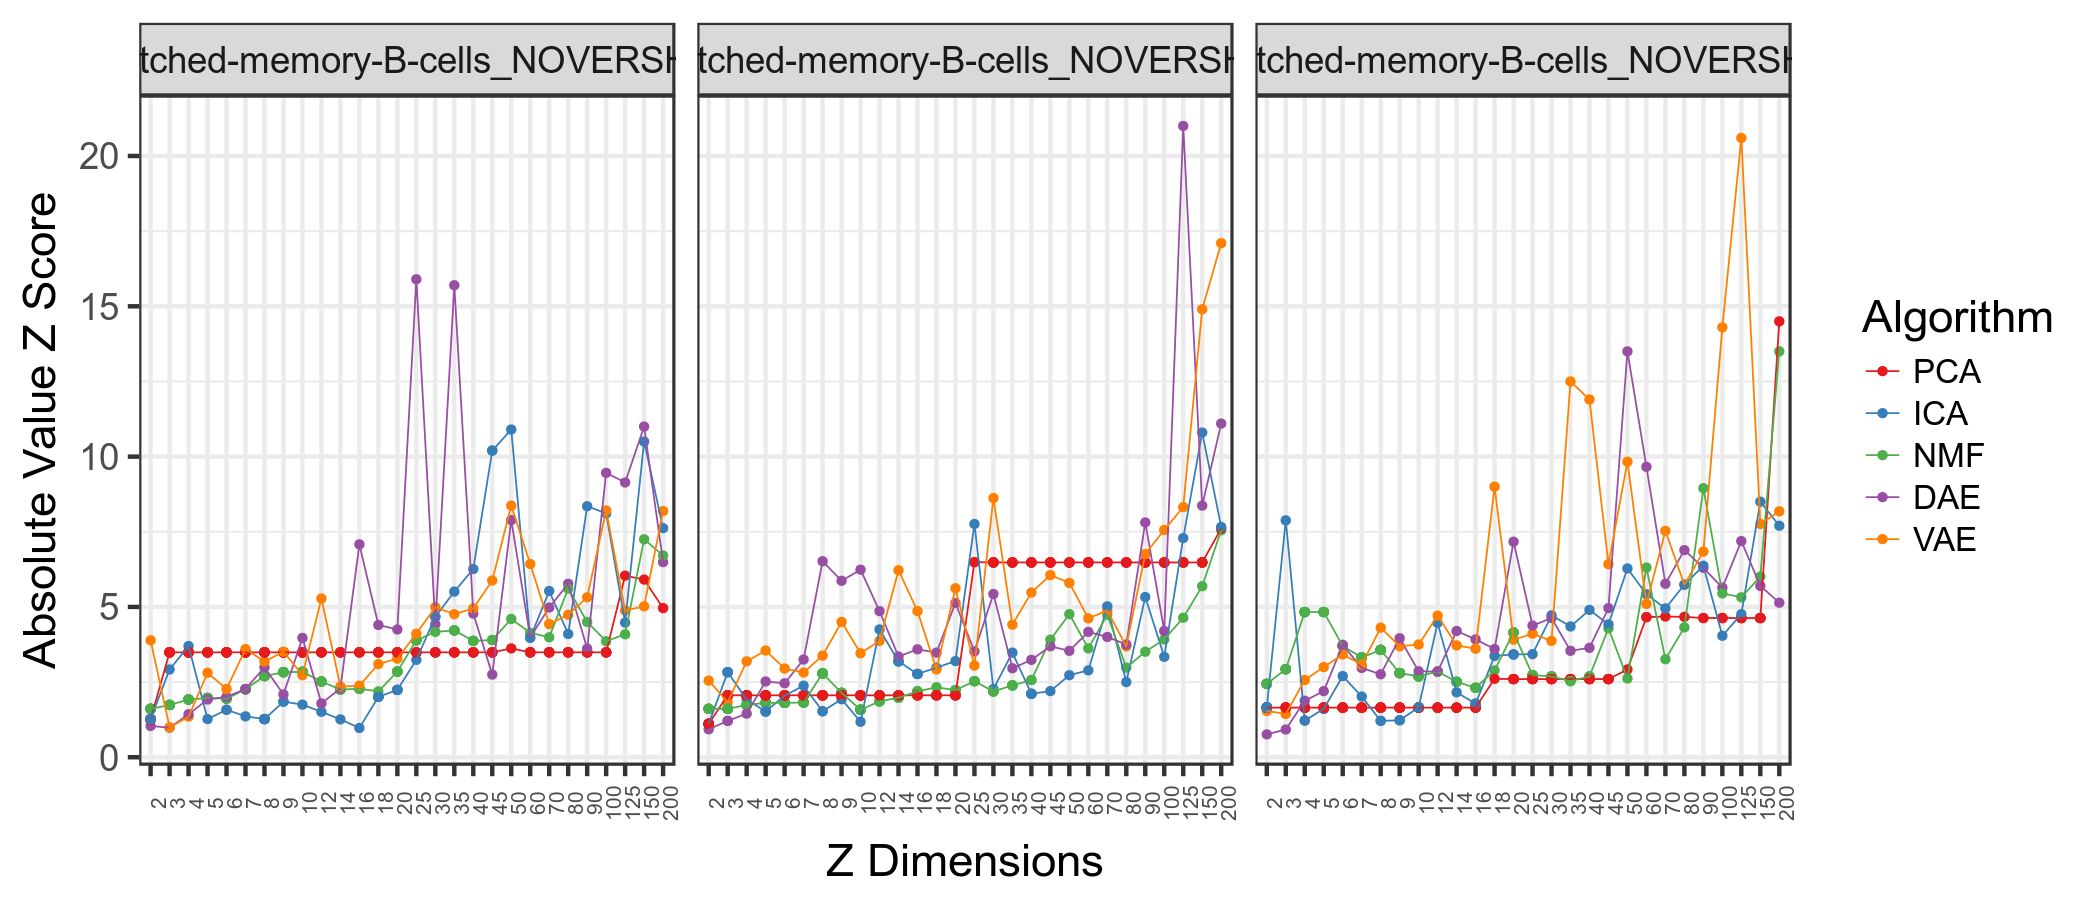 tched-memory-B-cells_NOVERSH
tched-memory-B-cells_NOVERSH
tched-memory-B-cells_NOVERSH
Absolute Value Z Score
20
15
10
5
0
2 3 4 5 6 7 8 9 10 12 14 16 18 20 25 30 35 40 45 50 60 70 80 90 100 125 150 200
2 3 4 5 6 7 8 9 10 12 14 16 18 20 25 30 35 40 45 50 60 70 80 90 100 125 150 200
2 3 4 5 6 7 8 9 10 12 14 16 18 20 25 30 35 40 45 50 60 70 80 90 100 125 150 200
Z Dimensions
Algorithm
PCA
ICA
NMF
DAE
VAE